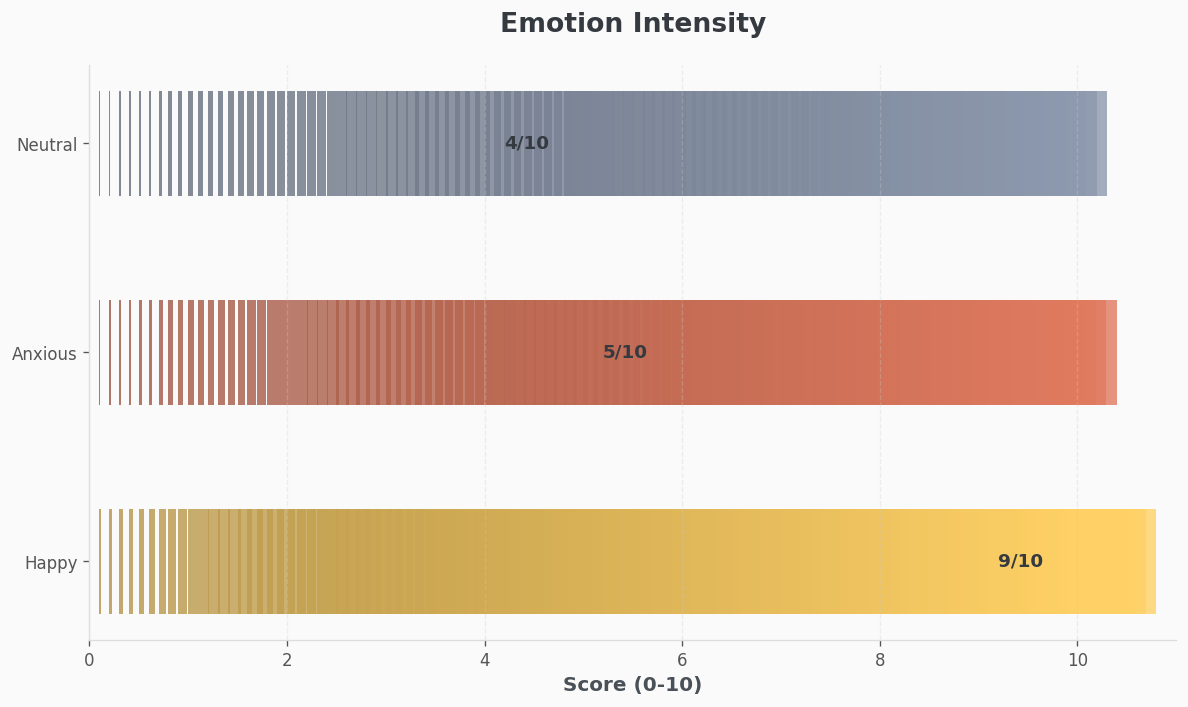 Emotion Intensity
Neutral
4/10
Anxious
5/10
Happy
9/10
0 2 4 6 8 10
Score (0-10)